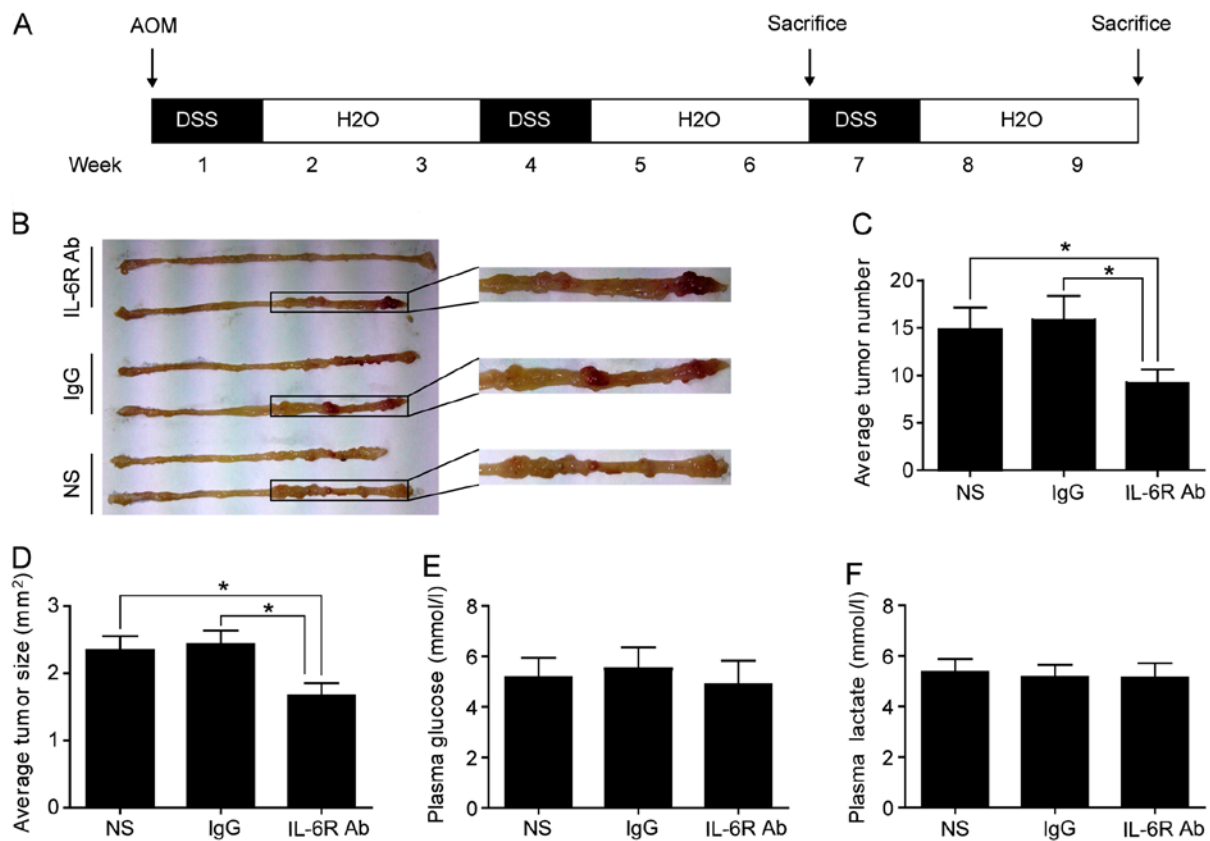 A
AOM
Sacrifice
Sacrifice
DSS
H2O
DSS
H2O
DSS
H2O
Week 1 2 3 4 5 6 7 8 9
B
IL-6R Ab
IgG
NS
C
Average tumor number
20
15
10
5
0
*
*
NS IgG IL-6R Ab
D
Average tumor size (mm²)
3
2
1
0
*
*
NS IgG IL-6R Ab
E
Plasma glucose (mmol/l)
8
6
4
2
0
NS IgG IL-6R Ab
F
Plasma lactate (mmol/l)
8
6
4
2
0
NS IgG IL-6R Ab